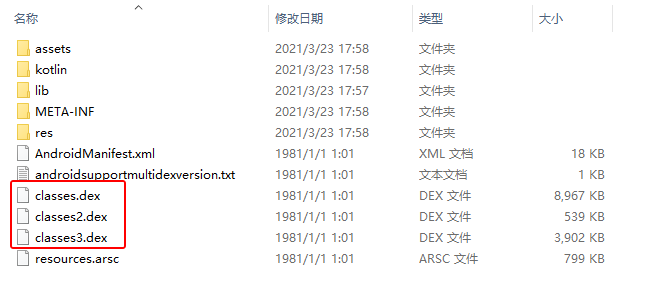 名称 修改日期 类型 大小
assets 2021/3/23 17:58 文件夹
kotlin 2021/3/23 17:58 文件夹
lib 2021/3/23 17:57 文件夹
META-INF 2021/3/23 17:58 文件夹
res 2021/3/23 17:58 文件夹
AndroidManifest.xml 1981/1/1 1:01 XML 文档 18 KB
androidsupportmultidexversion.txt 1981/1/1 1:01 文本文档 1 KB
classes.dex 1981/1/1 1:01 DEX 文件 8,967 KB
classes2.dex 1981/1/1 1:01 DEX 文件 539 KB
classes3.dex 1981/1/1 1:01 DEX 文件 3,902 KB
resources.arsc 1981/1/1 1:01 ARSC 文件 799 KB